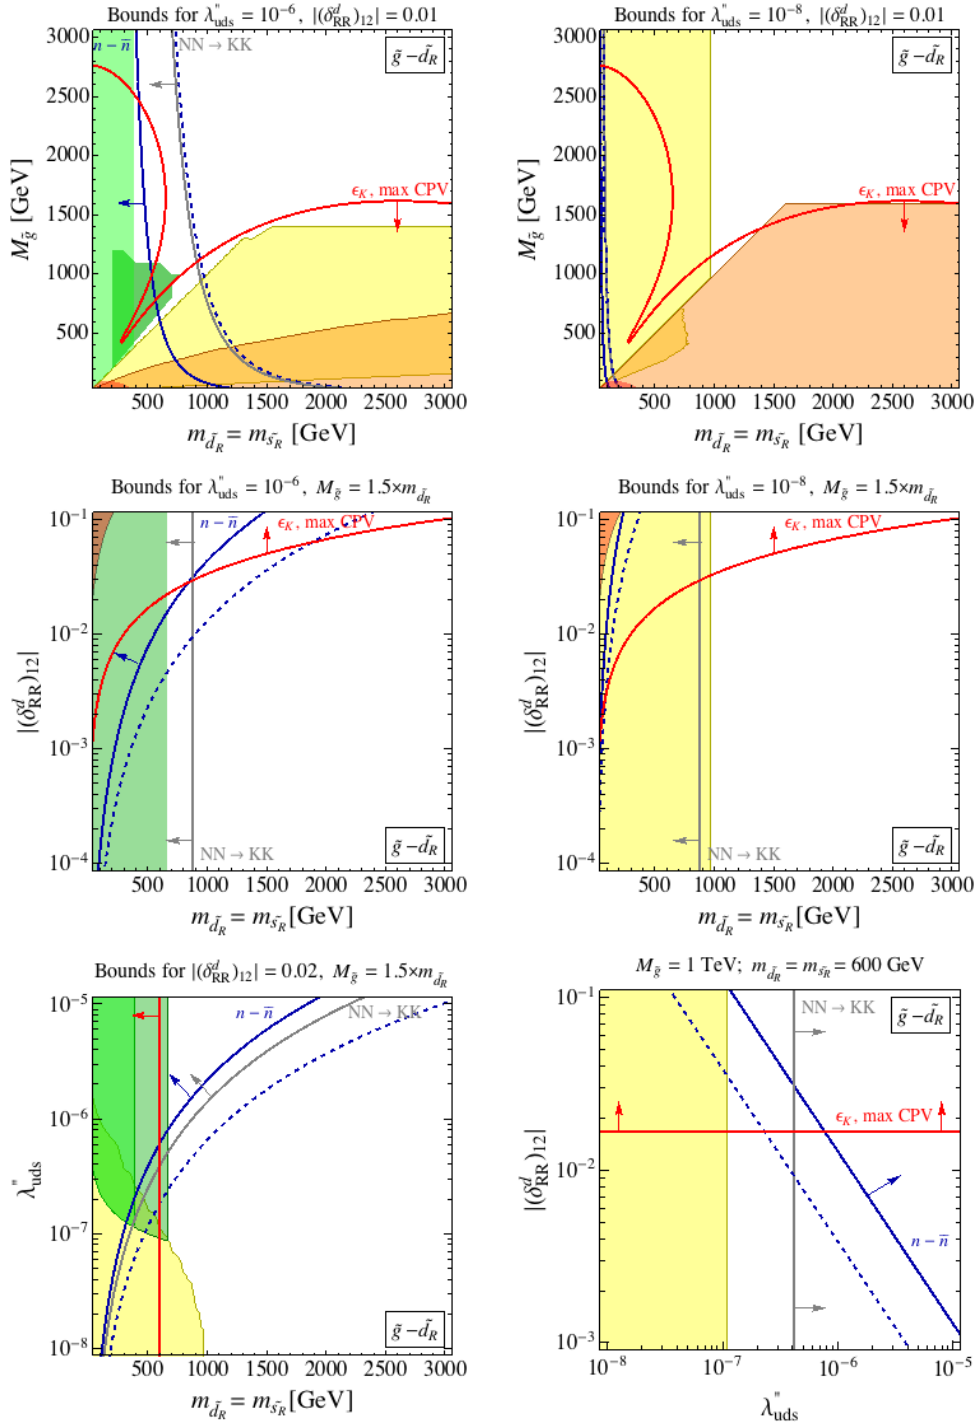 Bounds for λ''uds = 10⁻⁶, |(δᵈRR)₁₂| = 0.01
3000
2500
2000
1500
1000
500
M_g̃ [GeV]
n − n̅
NN → KK
g̃ − d̃R
ϵK, max CPV
500 1000 1500 2000 2500 3000
m_d̃R = m_s̃R [GeV]
Bounds for λ''uds = 10⁻⁸, |(δᵈRR)₁₂| = 0.01
3000
2500
2000
1500
1000
500
M_g̃ [GeV]
g̃ − d̃R
ϵK, max CPV
500 1000 1500 2000 2500 3000
m_d̃R = m_s̃R [GeV]
Bounds for λ''uds = 10⁻⁶, M_g̃ = 1.5×m_d̃R
10⁻¹
10⁻²
10⁻³
10⁻⁴
|(δᵈRR)₁₂|
n − n̅
ϵK, max CPV
NN → KK
g̃ − d̃R
500 1000 1500 2000 2500 3000
m_d̃R = m_s̃R [GeV]
Bounds for λ''uds = 10⁻⁸, M_g̃ = 1.5×m_d̃R
10⁻¹
10⁻²
10⁻³
10⁻⁴
|(δᵈRR)₁₂|
ϵK, max CPV
NN → KK
g̃ − d̃R
500 1000 1500 2000 2500 3000
m_d̃R = m_s̃R [GeV]
Bounds for |(δᵈRR)₁₂| = 0.02, M_g̃ = 1.5×m_d̃R
10⁻⁵
10⁻⁶
10⁻⁷
10⁻⁸
λ''uds
n − n̅
NN → KK
g̃ − d̃R
500 1000 1500 2000 2500 3000
m_d̃R = m_s̃R [GeV]
M_g̃ = 1 TeV; m_d̃R = m_s̃R = 600 GeV
10⁻¹
10⁻²
10⁻³
|(δᵈRR)₁₂|
NN → KK
g̃ − d̃R
ϵK, max CPV
n − n̅
10⁻⁸ 10⁻⁷ 10⁻⁶ 10⁻⁵
λ''uds